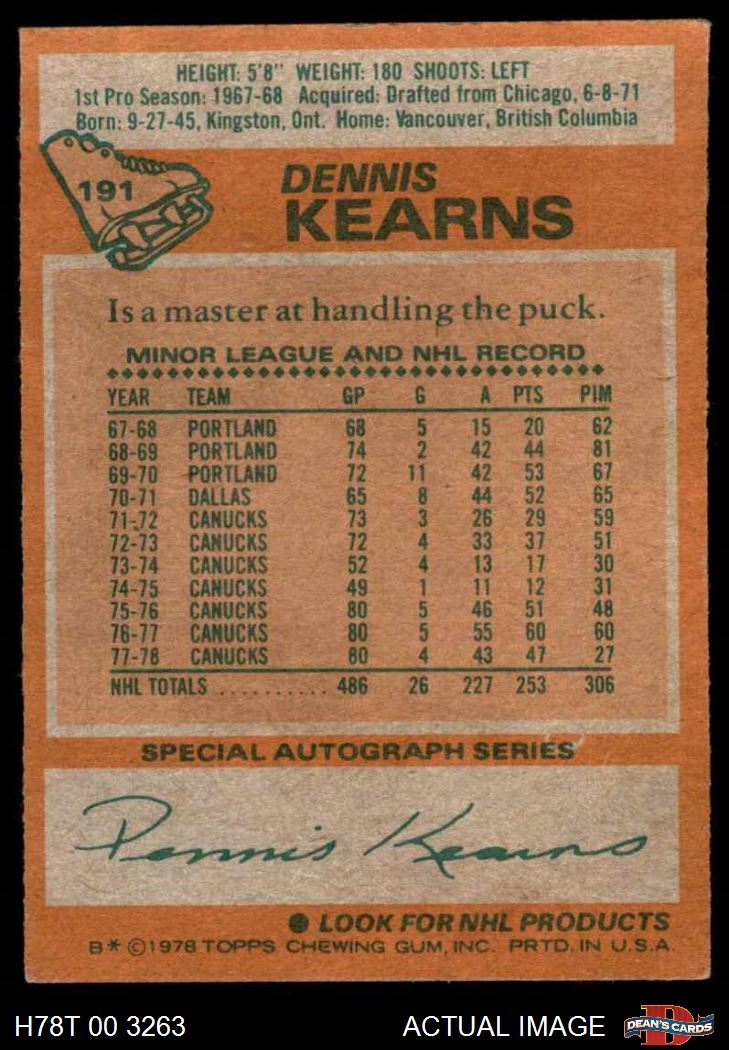 HEIGHT: 5'8" WEIGHT: 180 SHOOTS: LEFT
1st Pro Season: 1967-68 Acquired: Drafted from Chicago, 6-8-71
Born: 9-27-45, Kingston, Ont. Home: Vancouver, British Columbia
191
DENNIS
KEARNS
Is a master at handling the puck.
MINOR LEAGUE AND NHL RECORD
YEAR TEAM GP G A PTS PIM
67-68 PORTLAND 68 5 15 20 62
68-69 PORTLAND 74 2 42 44 81
69-70 PORTLAND 72 11 42 53 67
70-71 DALLAS 65 8 44 52 65
71-72 CANUCKS 73 3 26 29 59
72-73 CANUCKS 72 4 33 37 51
73-74 CANUCKS 52 4 13 17 30
74-75 CANUCKS 49 1 11 12 31
75-76 CANUCKS 80 5 46 51 48
76-77 CANUCKS 80 5 55 60 60
77-78 CANUCKS 80 4 43 47 27
NHL TOTALS .......... 486 26 227 253 306
SPECIAL AUTOGRAPH SERIES
Dennis Kearns
● LOOK FOR NHL PRODUCTS
B* ©1978 TOPPS CHEWING GUM, INC. PRTD. IN U.S.A.
H78T 00 3263 ACTUAL IMAGE
D
DEAN'S CARDS